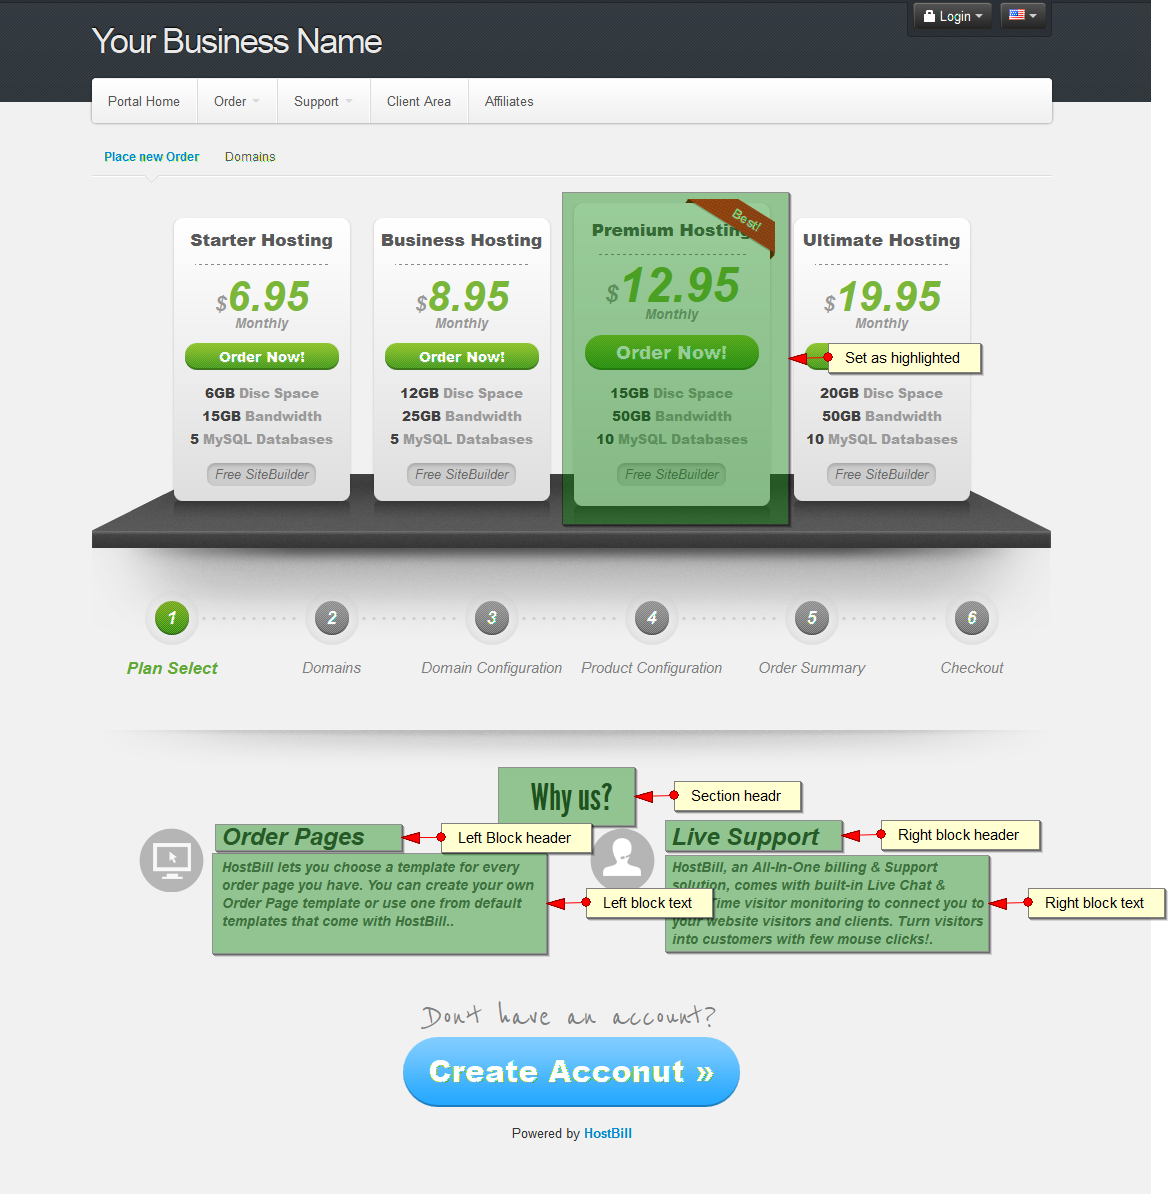 Login
Your Business Name
Portal Home
Order
Support
Client Area
Affiliates
Place new Order
Domains
Starter Hosting
$6.95
Monthly
Order Now!
6GB Disc Space
15GB Bandwidth
5 MySQL Databases
Free SiteBuilder
Business Hosting
$8.95
Monthly
Order Now!
12GB Disc Space
25GB Bandwidth
5 MySQL Databases
Free SiteBuilder
Best!
Premium Hosting
$12.95
Monthly
Order Now!
15GB Disc Space
50GB Bandwidth
10 MySQL Databases
Free SiteBuilder
Ultimate Hosting
$19.95
Monthly
Set as highlighted
20GB Disc Space
50GB Bandwidth
10 MySQL Databases
Free SiteBuilder
1
2
3
4
5
6
Plan Select
Domains
Domain Configuration
Product Configuration
Order Summary
Checkout
Why us?
Section headr
Order Pages
Left Block header
HostBill lets you choose a template for every
order page you have. You can create your own
Order Page template or use one from default
templates that come with HostBill..
Left block text
Live Support
Right block header
HostBill, an All-In-One billing & Support
solution, comes with built-in Live Chat &
Time visitor monitoring to connect you to
your website visitors and clients. Turn visitors
into customers with few mouse clicks!.
Right block text
Don't have an account?
Create Acconut »
Powered by HostBill